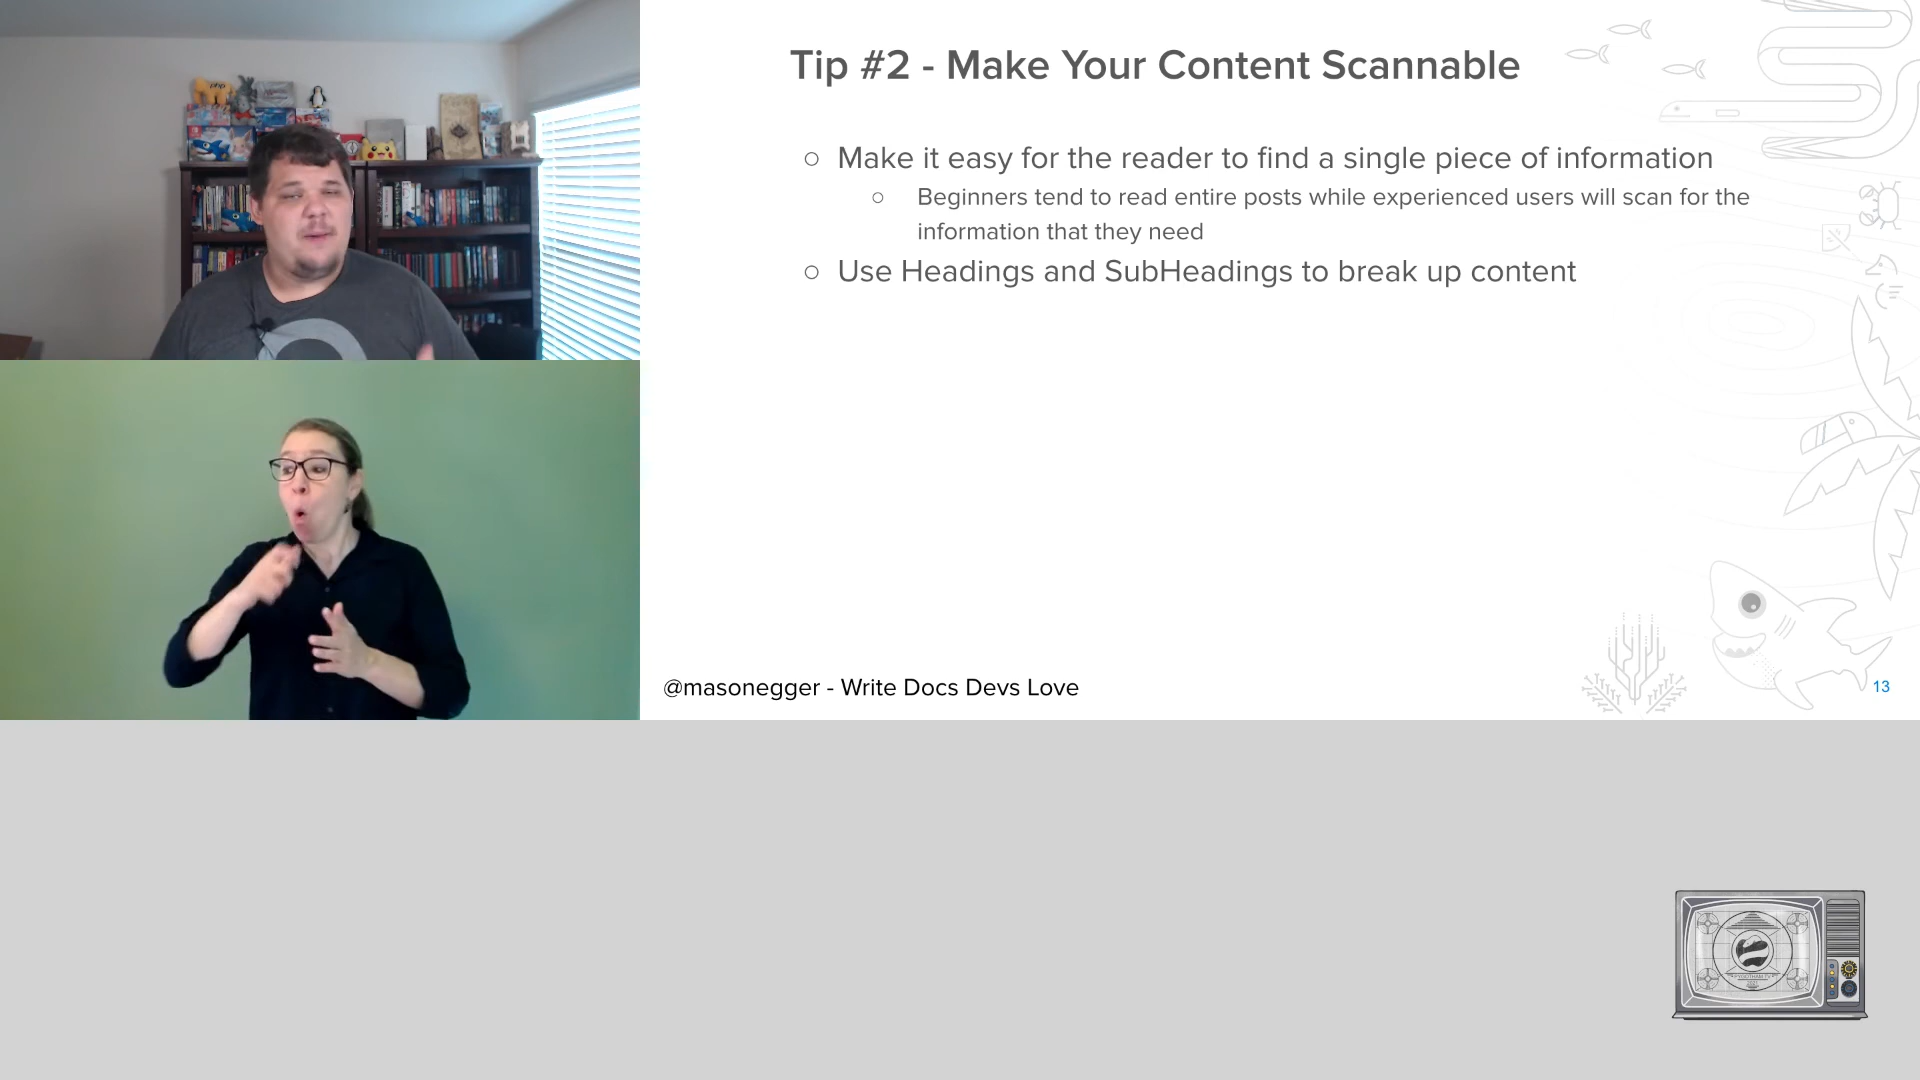 Tip #2 - Make Your Content Scannable
○ Make it easy for the reader to find a single piece of information
○ Beginners tend to read entire posts while experienced users will scan for the
information that they need
○ Use Headings and SubHeadings to break up content
@masonegger - Write Docs Devs Love
13
php